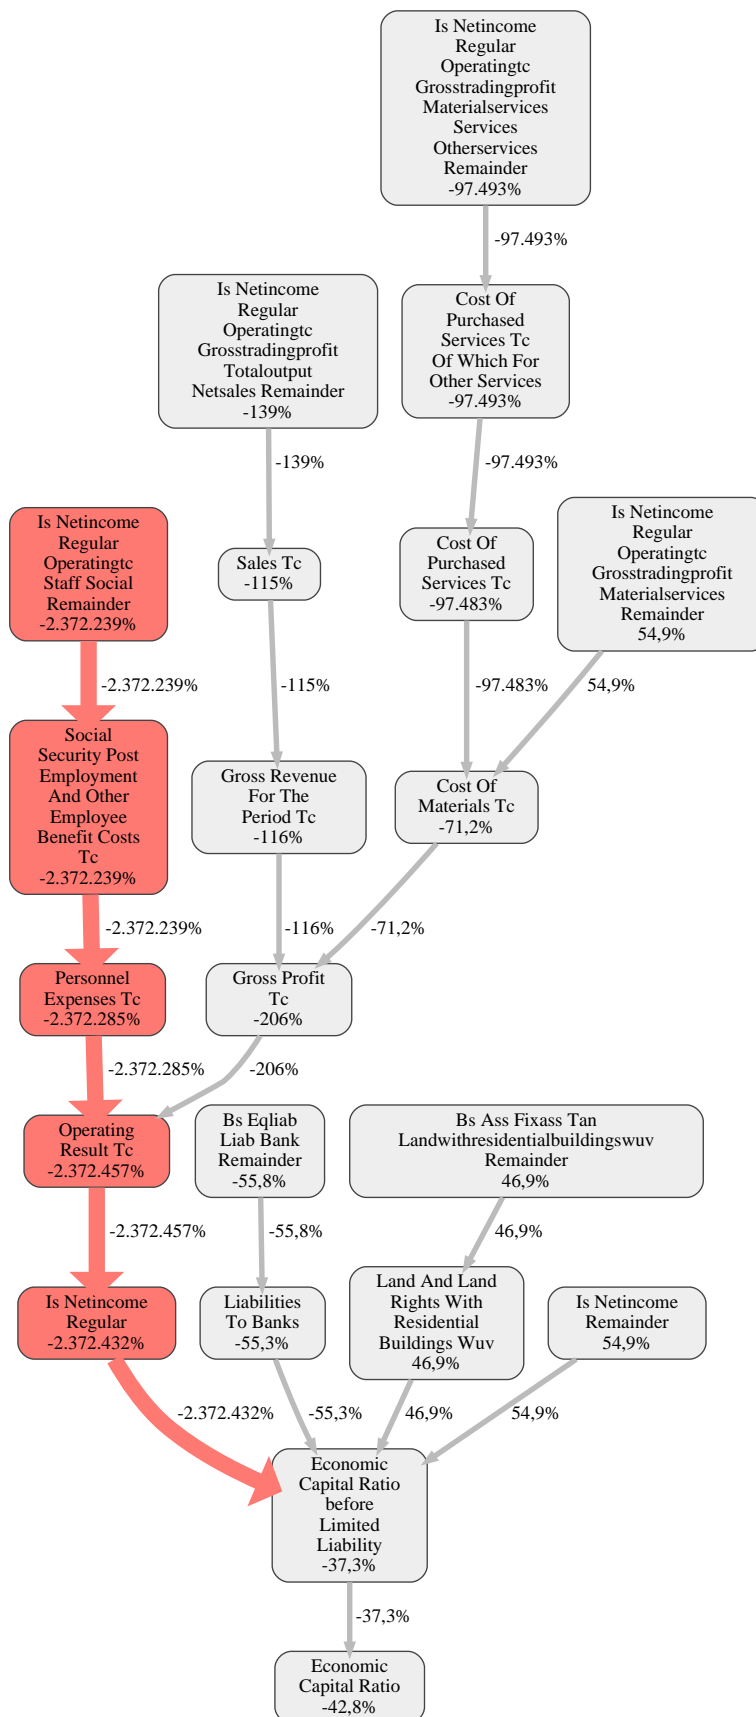 Is Netincome
Regular
Operatingtc
Grosstradingprofit
Materialservices
Services
Otherservices
Remainder
-97.493%
-97.493%
Is Netincome
Regular
Operatingtc
Grosstradingprofit
Totaloutput
Netsales Remainder
-139%
Cost Of
Purchased
Services Tc
Of Which For
Other Services
-97.493%
-139%
-97.493%
Is Netincome
Regular
Operatingtc
Staff Social
Remainder
-2.372.239%
Sales Tc
-115%
Cost Of
Purchased
Services Tc
-97.483%
Is Netincome
Regular
Operatingtc
Grosstradingprofit
Materialservices
Remainder
54,9%
-2.372.239%
-115%
-97.483%
54,9%
Social
Security Post
Employment
And Other
Employee
Benefit Costs
Tc
-2.372.239%
Gross Revenue
For The
Period Tc
-116%
Cost Of
Materials Tc
-71,2%
-2.372.239%
-116%
-71,2%
Personnel
Expenses Tc
-2.372.285%
Gross Profit
Tc
-206%
-2.372.285%
-206%
Operating
Result Tc
-2.372.457%
Bs Eqliab
Liab Bank
Remainder
-55,8%
Bs Ass Fixass Tan
Landwithresidentialbuildingswuv
Remainder
46,9%
-2.372.457%
-55,8%
46,9%
Is Netincome
Regular
-2.372.432%
Liabilities
To Banks
-55,3%
Land And Land
Rights With
Residential
Buildings Wuv
46,9%
Is Netincome
Remainder
54,9%
-2.372.432%
-55,3%
46,9%
54,9%
Economic
Capital Ratio
before
Limited
Liability
-37,3%
-37,3%
Economic
Capital Ratio
-42,8%